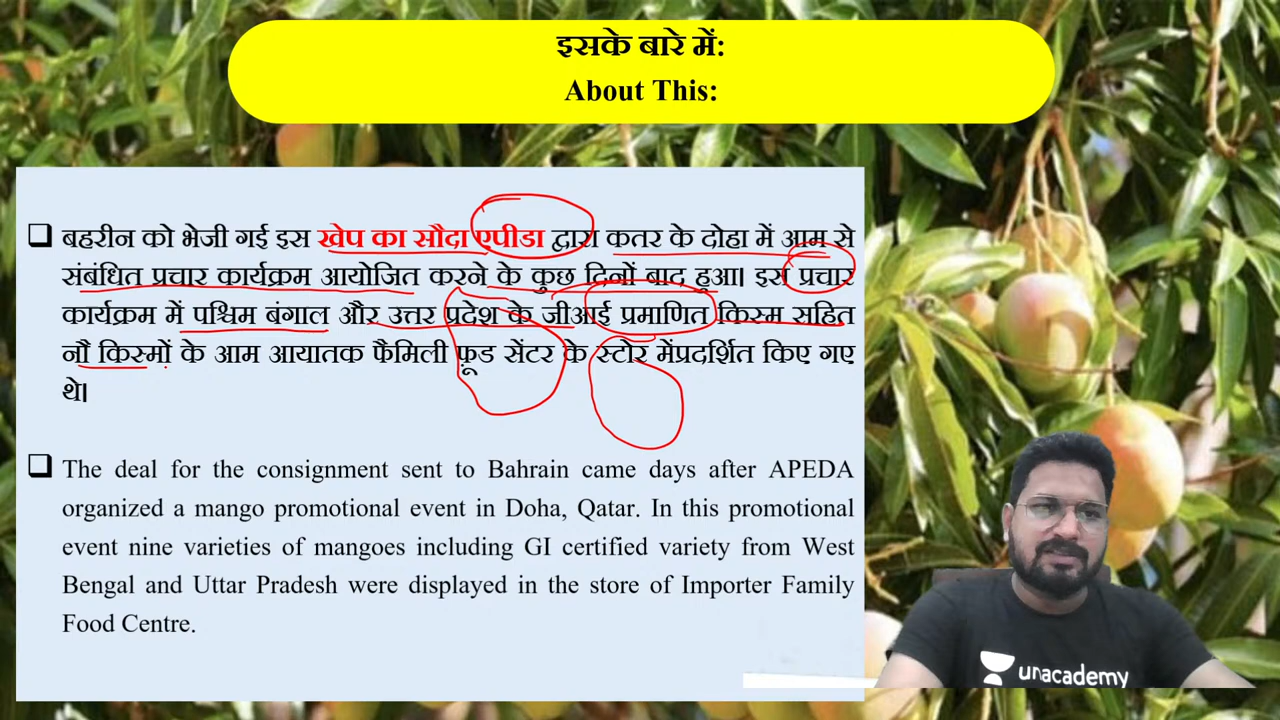 इसके बारे में:
About This:
❑ बहरीन को भेजी गई इस खेप का सौदा एपीडा द्वारा कतर के दोहा में आम से
संबंधित प्रचार कार्यक्रम आयोजित करने के कुछ दिनों बाद हुआ। इस प्रचार
कार्यक्रम में पश्चिम बंगाल और उत्तर प्रदेश के जीआई प्रमाणित किस्म सहित
नौ किस्मों के आम आयातक फैमिली फ़ूड सेंटर के स्टोर मेंप्रदर्शित किए गए
थे।
❑ The deal for the consignment sent to Bahrain came days after APEDA
organized a mango promotional event in Doha, Qatar. In this promotional
event nine varieties of mangoes including GI certified variety from West
Bengal and Uttar Pradesh were displayed in the store of Importer Family
Food Centre.
unacademy